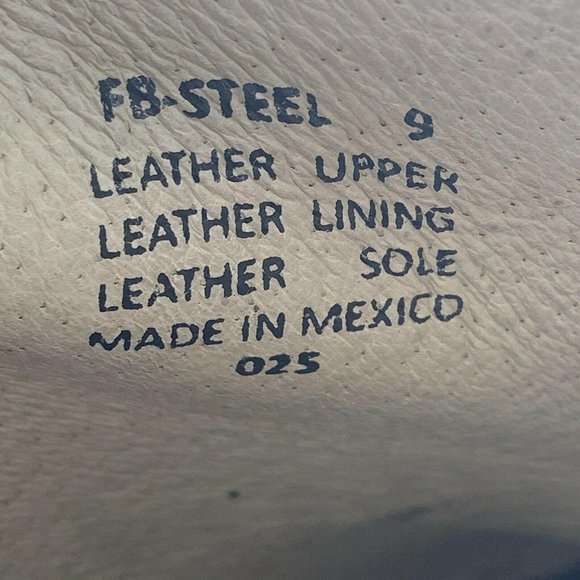 FB-STEEL 9
LEATHER UPPER
LEATHER LINING
LEATHER SOLE
MADE IN MEXICO
025